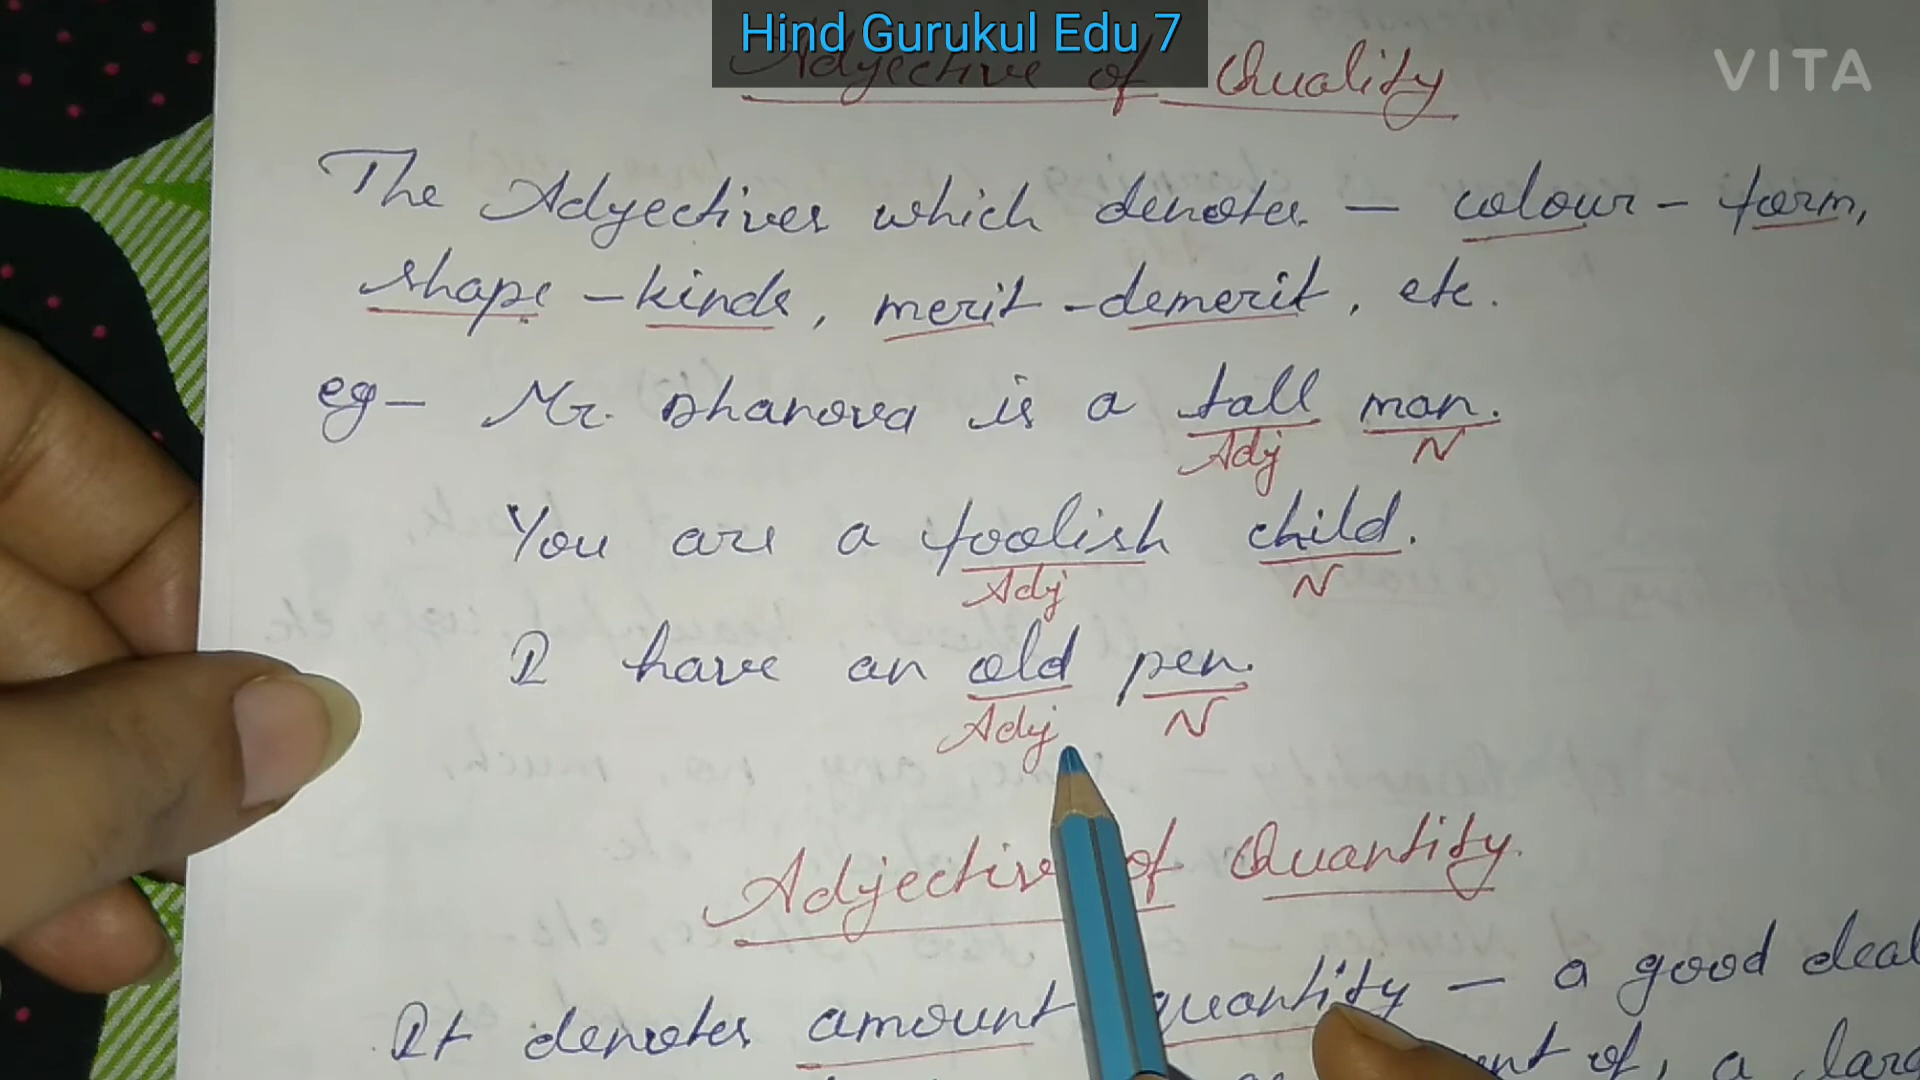 Hind Gurukul Edu 7
VITA
Adjective of Quality
The Adjectives which denotes – colour – form,
shape – kinds, merit – demerit, etc.
eg – Mr. Dhanova is a tall man.
Adj N
You are a foolish child.
Adj N
I have an old pen.
Adj N
Adjective of Quantity.
It denotes amount quantity – a good deal
of, a